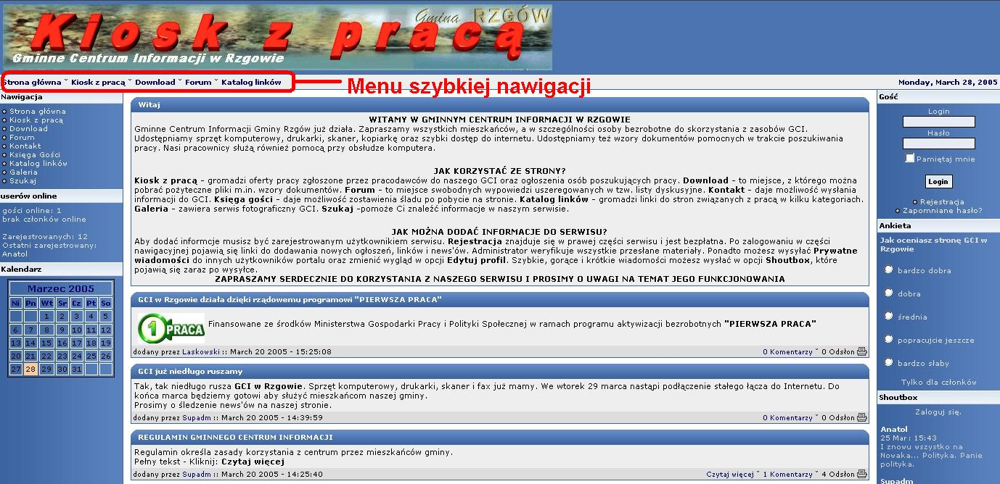 Gmina RZGÓW
Kiosk z pracą
Gminne Centrum Informacji w Rzgowie
Strona główna ˇ Kiosk z pracą ˇ Download ˇ Forum ˇ Katalog linków
Menu szybkiej nawigacji
Monday, March 28, 2005
Nawigacja
Strona główna
Kiosk z pracą
Download
Forum
Kontakt
Księga Gości
Katalog linków
Galeria
Szukaj
userów online
gości online: 1
brak członków online
Zarejestrowanych: 12
Ostatni zarejestrowany:
Anatol
Kalendarz
Marzec 2005
Ni Pn Wt Sr Cz Pt So
1 2 3 4 5
6 7 8 9 10 11 12
13 14 15 16 17 18 19
20 21 22 23 24 25 26
27 28 29 30 31
Witaj
WITAMY W GMINNYM CENTRUM INFORMACJI W RZGOWIE
Gminne Centrum Informacji Gminy Rzgów już działa. Zapraszamy wszystkich mieszkańców, a w szczególności osoby bezrobotne do skorzystania z zasobów GCI.
Udostępniamy sprzęt komputerowy, drukarki, skaner, kopiarkę oraz szybki dostęp do internetu. Udostępniamy też wzory dokumentów pomocnych w trakcie poszukiwania
pracy. Nasi pracownicy służą również pomocą przy obsłudze komputera.
JAK KORZYSTAĆ ZE STRONY?
Kiosk z pracą - gromadzi oferty pracy zgłoszone przez pracodawców do naszego GCI oraz ogłoszenia osób poszukujących pracy. Download - to miejsce, z którego można
pobrać pożyteczne pliki m.in. wzory dokumentów. Forum - to miejsce swobodnych wypowiedzi uszeregowanych w tzw. listy dyskusyjne. Kontakt - daje możliwość wysłania
informacji do GCI. Księga gości - daje możliwość zostawienia śladu po pobycie na stronie. Katalog linków - gromadzi linki do stron związanych z pracą w kilku kategoriach.
Galeria - zawiera serwis fotograficzny GCI. Szukaj -pomoże Ci znaleźć informacje w naszym serwisie.
JAK MOŻNA DODAĆ INFORMACJE DO SERWISU?
Aby dodać informcje musisz być zarejestrowanym użytkownikiem serwisu. Rejestracja znajduje się w prawej części serwisu i jest bezpłatna. Po zalogowaniu w części
nawigacyjnej pojawią się linki do dodawania nowych ogłoszeń, linków i news'ów. Administrator weryfikuje wszystkie przesłane materiały. Ponadto możesz wysyłać Prywatne
wiadomości do innych użytkowników portalu oraz zmienić wygląd w opcji Edytuj profil. Szybkie, gorące i krótkie wiadomości możesz wysłać w opcji Shoutbox, które
pojawią się zaraz po wysyłce.
ZAPRASZAMY SERDECZNIE DO KORZYSTANIA Z NASZEGO SERWISU I PROSIMY O UWAGI NA TEMAT JEGO FUNKCJONOWANIA
GCI w Rzgowie działa dzięki rządowemu programowi "PIERWSZA PRACA"
1 PRACA
Finansowane ze środków Ministerstwa Gospodarki Pracy i Polityki Społecznej w ramach programu aktywizacji bezrobotnych "PIERWSZA PRACA"
dodany przez Laskowski :: March 20 2005 - 15:25:08
0 Komentarzy ˇ 0 Odsłon
GCI już niedługo ruszamy
Tak, tak niedługo rusza GCI w Rzgowie. Sprzęt komputerowy, drukarki, skaner i fax już mamy. We wtorek 29 marca nastąpi podłączenie stałego łącza do Internetu. Do
końca marca będziemy gotowi aby służyć mieszkańcom naszej gminy.
Prosimy o śledzenie news'ów na naszej stronie.
dodany przez Supadm :: March 20 2005 - 14:39:59
0 Komentarzy ˇ 0 Odsłon
REGULAMIN GMINNEGO CENTRUM INFORMACJI
Regulamin określa zasady korzystania z centrum przez mieszkańców gminy.
Pełny tekst - Kliknij: Czytaj więcej
dodany przez Supadm :: March 20 2005 - 14:25:40
Czytaj więcej ˇ 1 Komentarzy ˇ 4 Odsłon
Gość
Login
Hasło
Pamiętaj mnie
Login
Rejestracja
Zapomniane hasło?
Ankieta
Jak oceniasz stronę GCI w
Rzgowie
bardzo dobra
dobra
średnia
popracujcie jeszcze
bardzo słaby
Tylko dla członków
Shoutbox
Zaloguj się.
Anatol
25 Mar : 15:43
I znowu wszystko na
Nowaka... Polityka. Panie
polityka.
Supadm